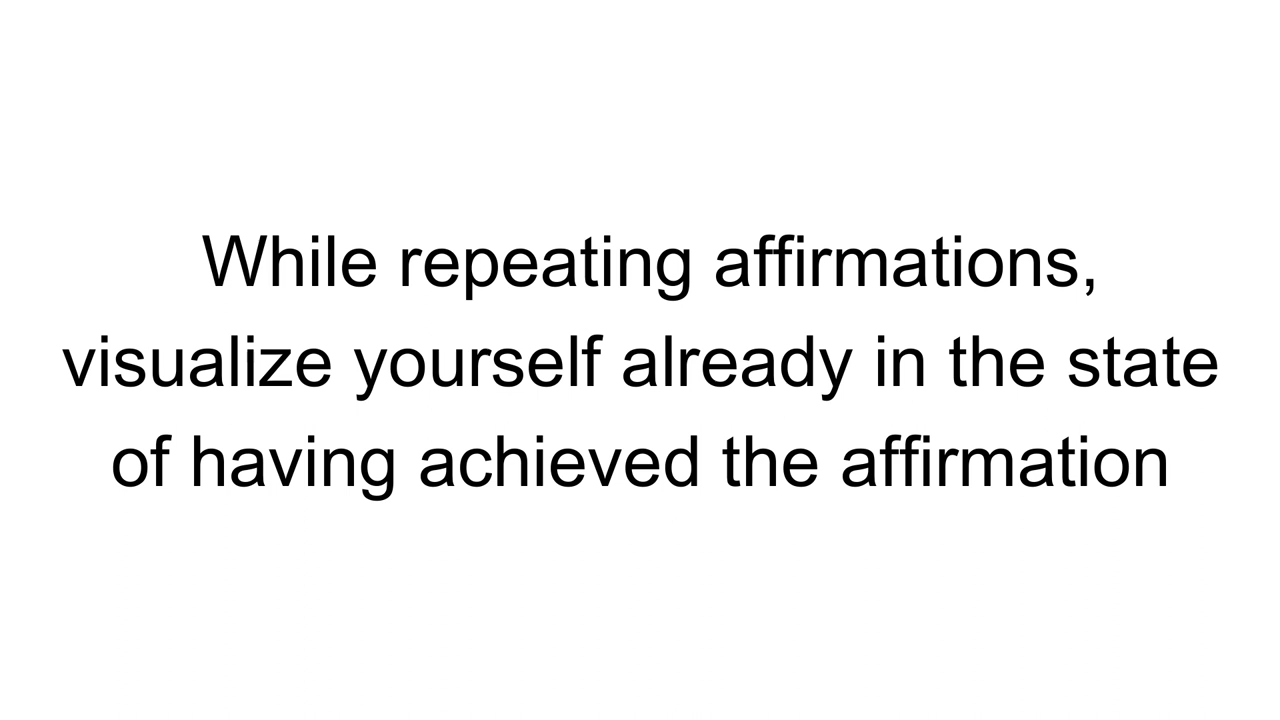 While repeating affirmations,
visualize yourself already in the state
of having achieved the affirmation